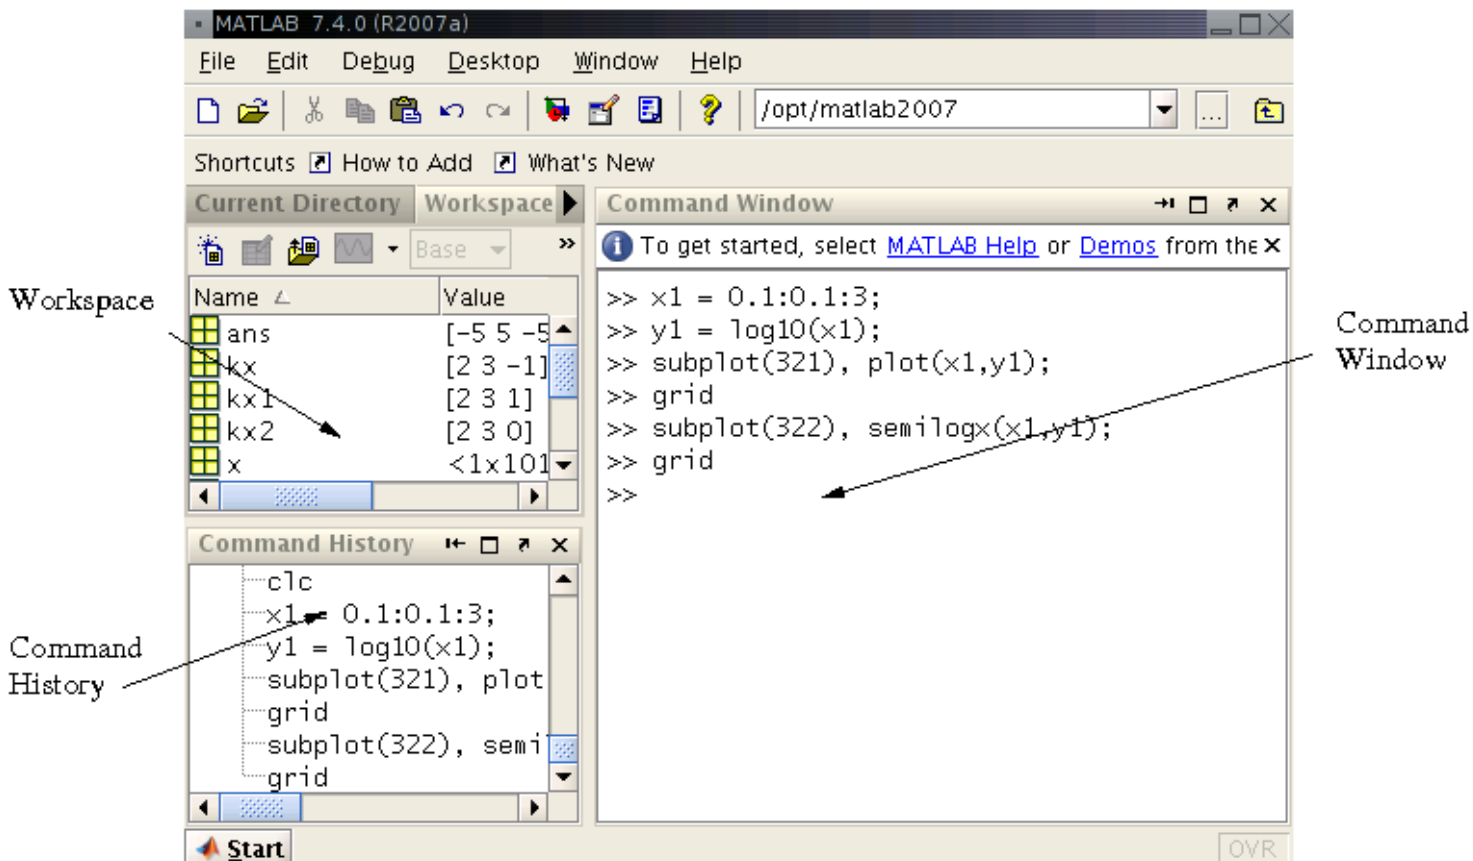 MATLAB 7.4.0 (R2007a)
File Edit Debug Desktop Window Help
/opt/matlab2007 ...
Shortcuts How to Add What's New
Current Directory Workspace
Base »
Name Value
ans [-5 5 -5
kx [2 3 -1]
kx1 [2 3 1]
kx2 [2 3 0]
x <1x101
Workspace
Command History
clc
x1 = 0.1:0.1:3;
y1 = log10(x1);
subplot(321), plot
grid
subplot(322), semi
grid
Command
History
Command Window
To get started, select MATLAB Help or Demos from the
>> x1 = 0.1:0.1:3;
>> y1 = log10(x1);
>> subplot(321), plot(x1,y1);
>> grid
>> subplot(322), semilogx(x1,y1);
>> grid
>>
Command
Window
Start
OVR